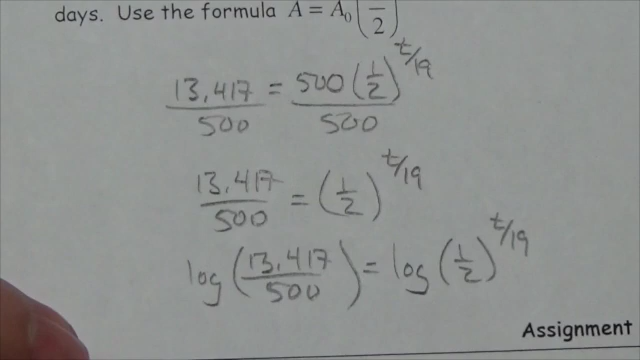 days. Use the formula A = A₀(—/2)
13,417/500 = 500(1/2)^(t/19)/500
13,417/500 = (1/2)^(t/19)
log(13,417/500) = log(1/2)^(t/19)
Assignment